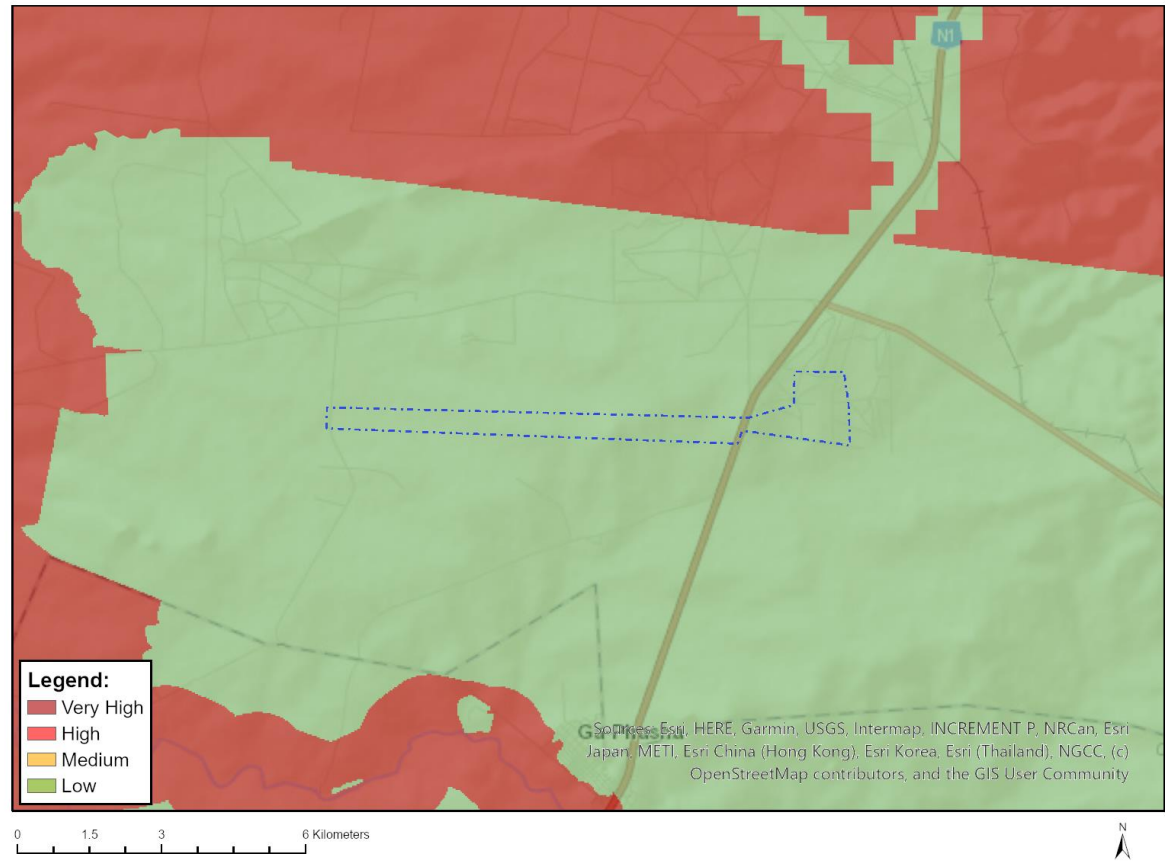 N1
Legend:
Very High
High
Medium
Low
Sources: Esri, HERE, Garmin, USGS, Intermap, INCREMENT P, NRCan, Esri
Japan, METI, Esri China (Hong Kong), Esri Korea, Esri (Thailand), NGCC, (c)
OpenStreetMap contributors, and the GIS User Community
0 1.5 3 6 Kilometers
N